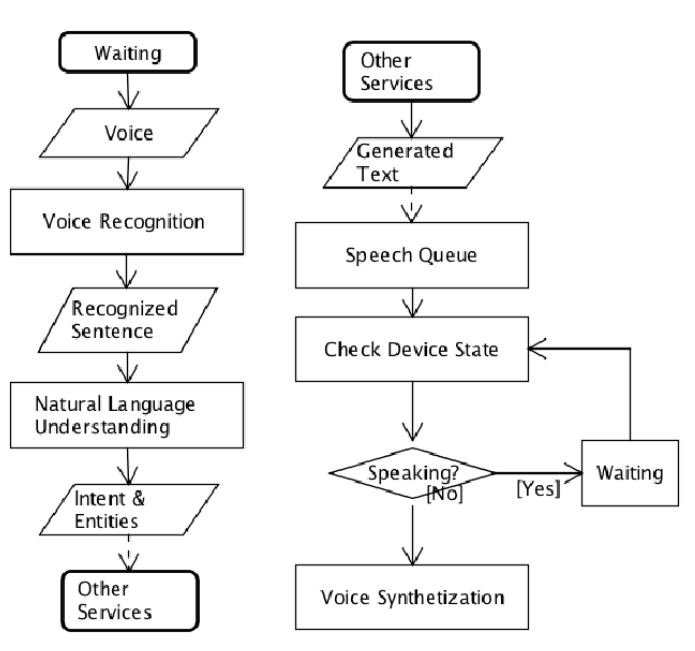 Waiting
Voice
Voice Recognition
Recognized
Sentence
Natural Language
Understanding
Intent &
Entities
Other
Services
Other
Services
Generated
Text
Speech Queue
Check Device State
Speaking?
[No]
[Yes]
Waiting
Voice Synthetization